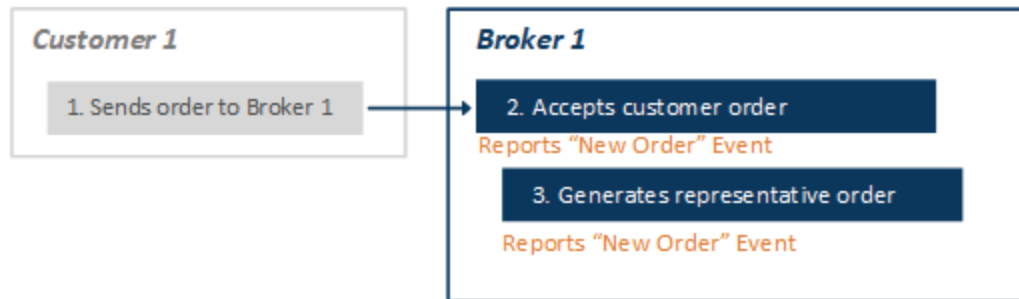 Customer 1
1. Sends order to Broker 1
Broker 1
2. Accepts customer order
Reports “New Order” Event
3. Generates representative order
Reports “New Order” Event